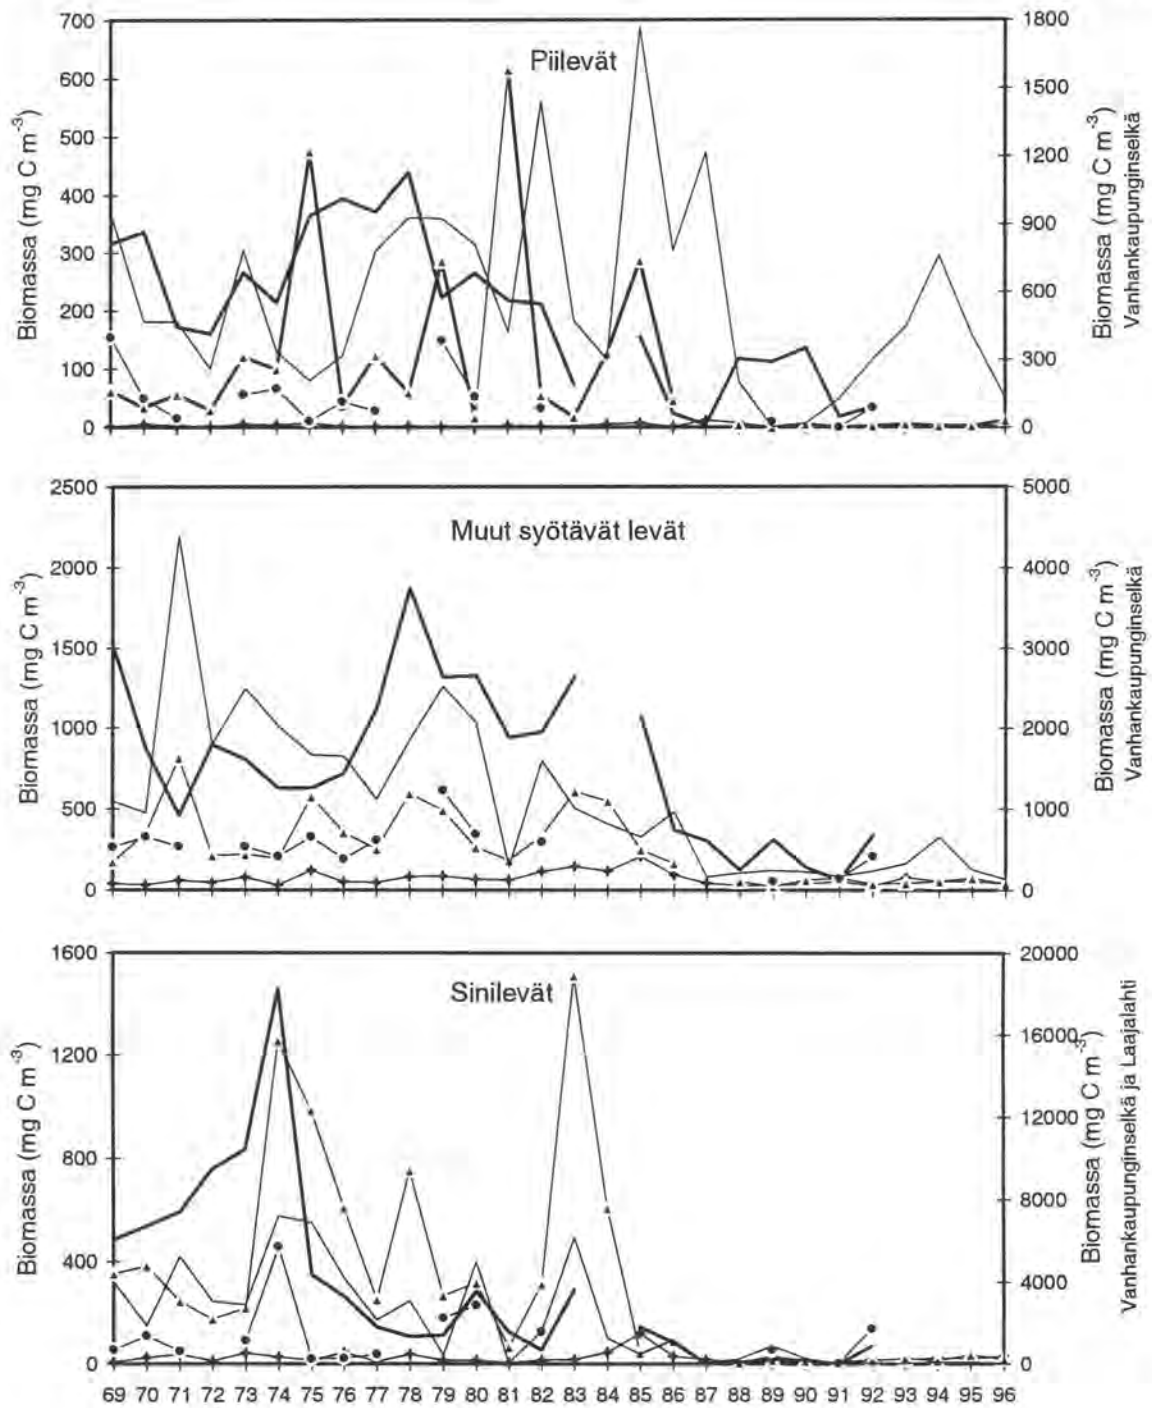 Piilevät
Biomassa (mg C m⁻³)
700
600
500
400
300
200
100
0
1800
1500
1200
900
600
300
0
Biomassa (mg C m⁻³)
Vanhankaupunginselkä
Muut syötävät levät
Biomassa (mg C m⁻³)
2500
2000
1500
1000
500
0
5000
4000
3000
2000
1000
0
Biomassa (mg C m⁻³)
Vanhankaupunginselkä
Sinilevät
Biomassa (mg C m⁻³)
1600
1200
800
400
0
20000
16000
12000
8000
4000
0
Biomassa (mg C m⁻³)
Vanhankaupunginselkä ja Laajalahti
69 70 71 72 73 74 75 76 77 78 79 80 81 82 83 84 85 86 87 88 89 90 91 92 93 94 95 96